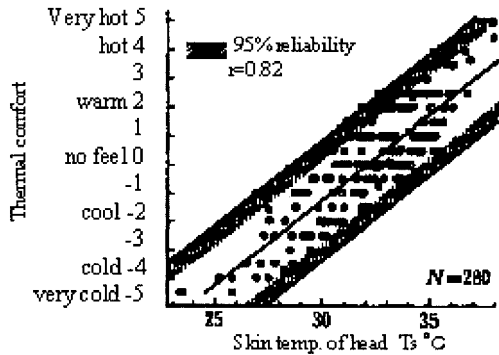 Very hot 5
hot 4
3
warm 2
1
no feel 0
-1
cool -2
-3
cold -4
very cold -5
Thermal comfort
95% reliability
r=0.82
N=280
25
30
35
Skin temp. of head Ts °C